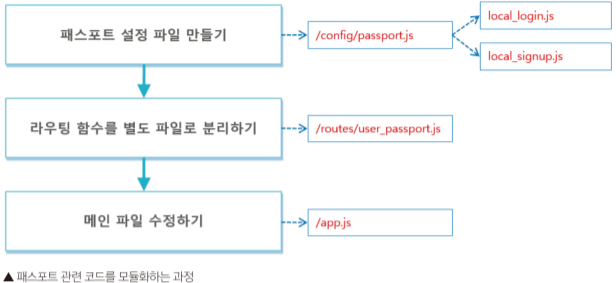 패스포트 설정 파일 만들기
/config/passport.js
local_login.js
local_signup.js
라우팅 함수를 별도 파일로 분리하기
/routes/user_passport.js
메인 파일 수정하기
/app.js
▲ 패스포트 관련 코드를 모듈화하는 과정